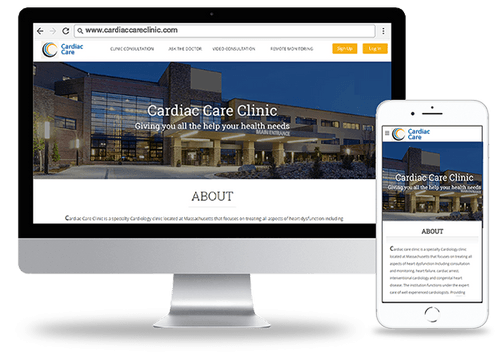 www.cardiaccareclinic.com
Cardiac
Care
CLINIC CONSULTATION ASK THE DOCTOR VIDEO CONSULTATION REMOTE MONITORING Sign Up Log In
Cardiac Care Clinic
Giving you all the help your health needs
MAIN ENTRANCE
ABOUT
Cardiac Care Clinic is a specialty Cardiology clinic located at Massachusetts that focuses on treating all aspects of heart dysfunction including
Cardiac
Care
Cardiac Care Clinic
Giving you all the help your health needs
ABOUT
Cardiac care clinic is a specialty Cardiology clinic
located at Massachusetts that focuses on treating all
aspects of heart dysfunction including consultation
and monitoring, heart failure, cardiac arrest,
interventional cardiology and congenital heart
disease. The institution functions under the expert
care of well experienced cardiologists. Providing